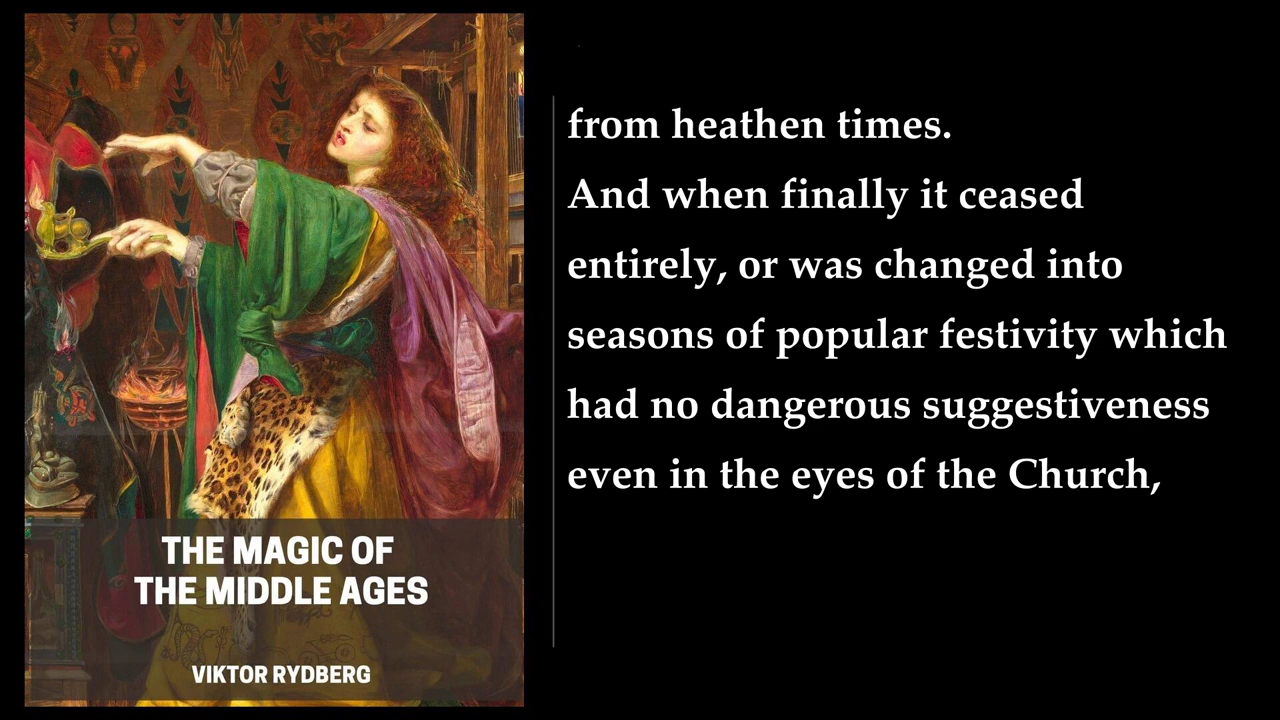 THE MAGIC OF
THE MIDDLE AGES
VIKTOR RYDBERG
from heathen times.
And when finally it ceased
entirely, or was changed into
seasons of popular festivity which
had no dangerous suggestiveness
even in the eyes of the Church,